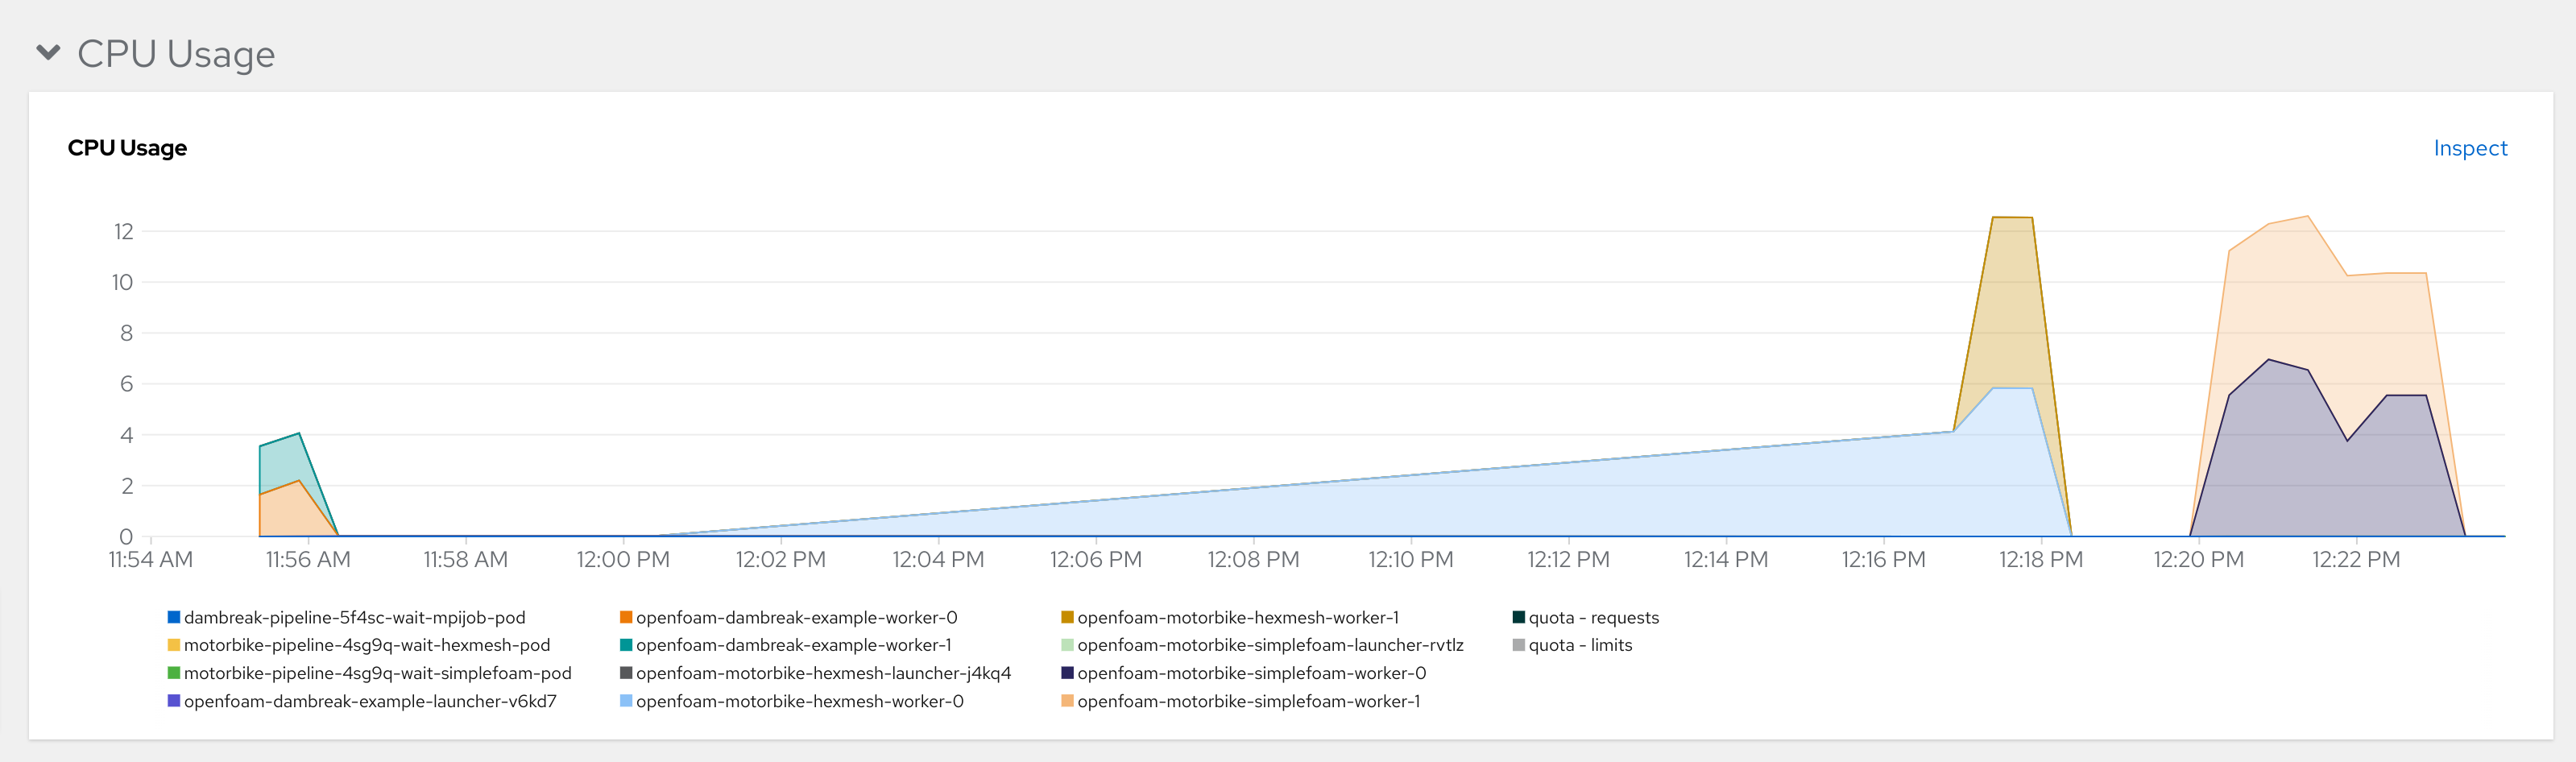 CPU Usage
CPU Usage
Inspect
12
10
8
6
4
2
0
11:54 AM 11:56 AM 11:58 AM 12:00 PM 12:02 PM 12:04 PM 12:06 PM 12:08 PM 12:10 PM 12:12 PM 12:14 PM 12:16 PM 12:18 PM 12:20 PM 12:22 PM
dambreak-pipeline-5f4sc-wait-mpijob-pod
motorbike-pipeline-4sg9q-wait-hexmesh-pod
motorbike-pipeline-4sg9q-wait-simplefoam-pod
openfoam-dambreak-example-launcher-v6kd7
openfoam-dambreak-example-worker-0
openfoam-dambreak-example-worker-1
openfoam-motorbike-hexmesh-launcher-j4kq4
openfoam-motorbike-hexmesh-worker-0
openfoam-motorbike-hexmesh-worker-1
openfoam-motorbike-simplefoam-launcher-rvtlz
openfoam-motorbike-simplefoam-worker-0
openfoam-motorbike-simplefoam-worker-1
quota - requests
quota - limits